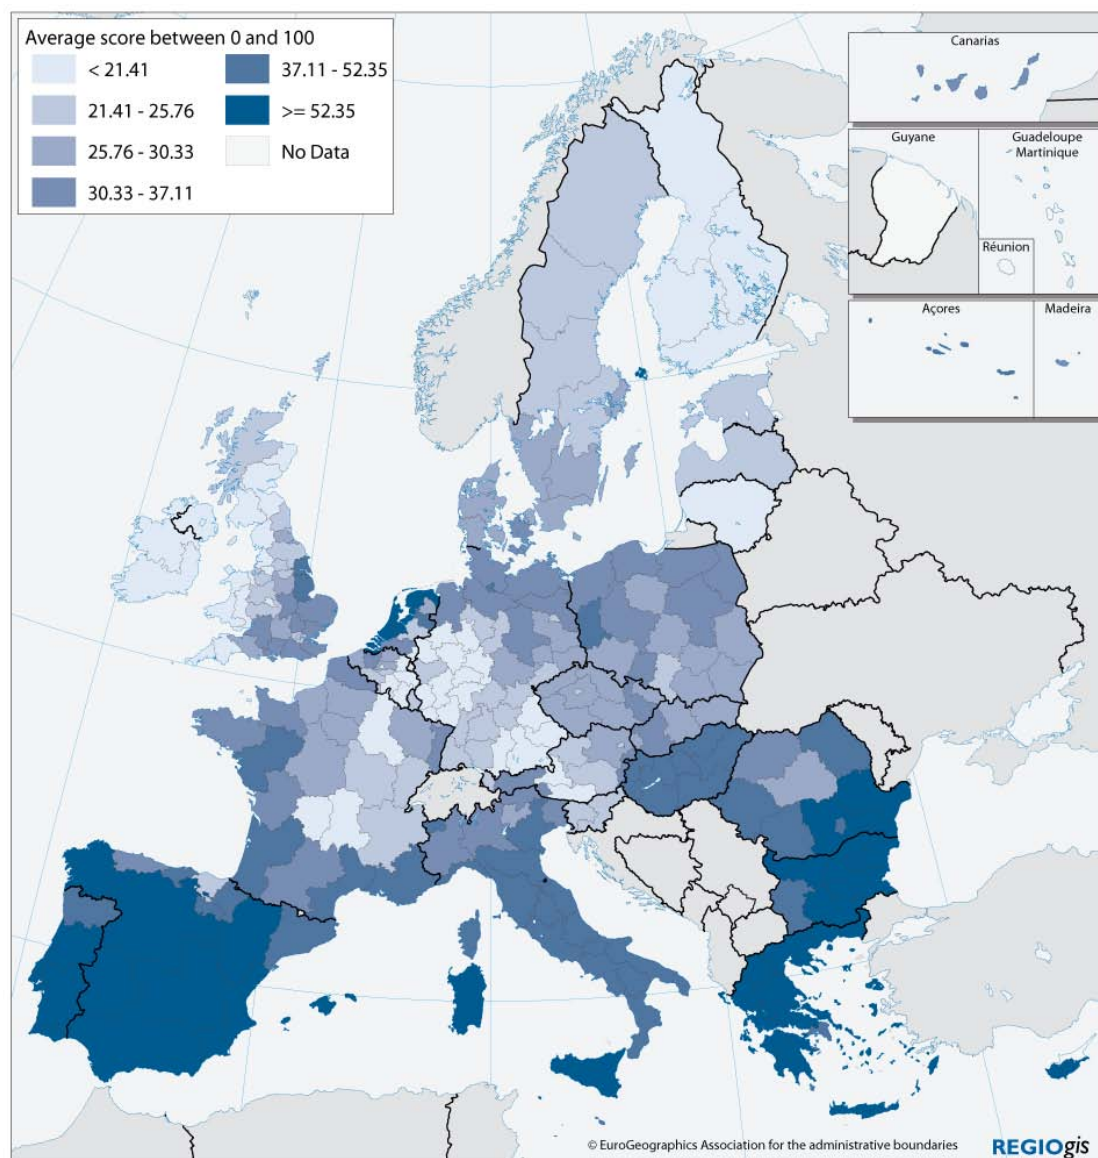 Average score between 0 and 100
< 21.41
21.41 - 25.76
25.76 - 30.33
30.33 - 37.11
37.11 - 52.35
>= 52.35
No Data
Canarias
Guyane
Guadeloupe
Martinique
Réunion
Açores
Madeira
© EuroGeographics Association for the administrative boundaries
REGIOgis